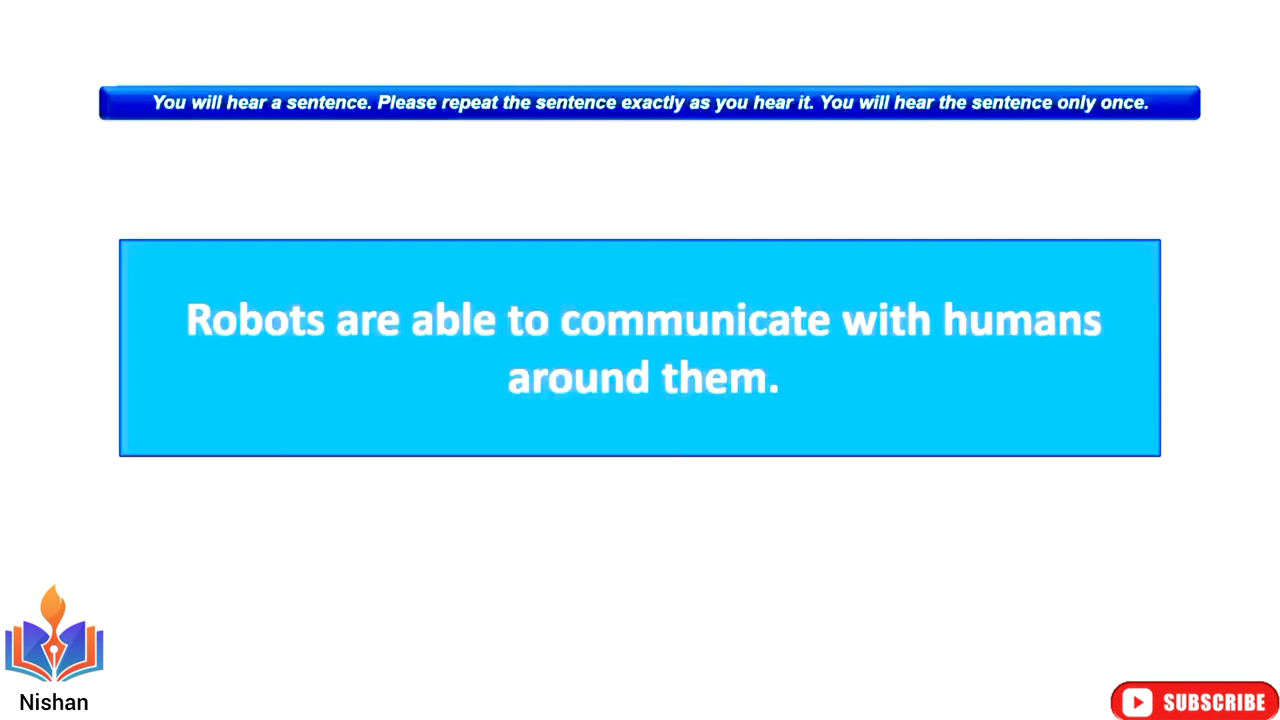 You will hear a sentence. Please repeat the sentence exactly as you hear it. You will hear the sentence only once.
Robots are able to communicate with humans
around them.
Nishan
SUBSCRIBE